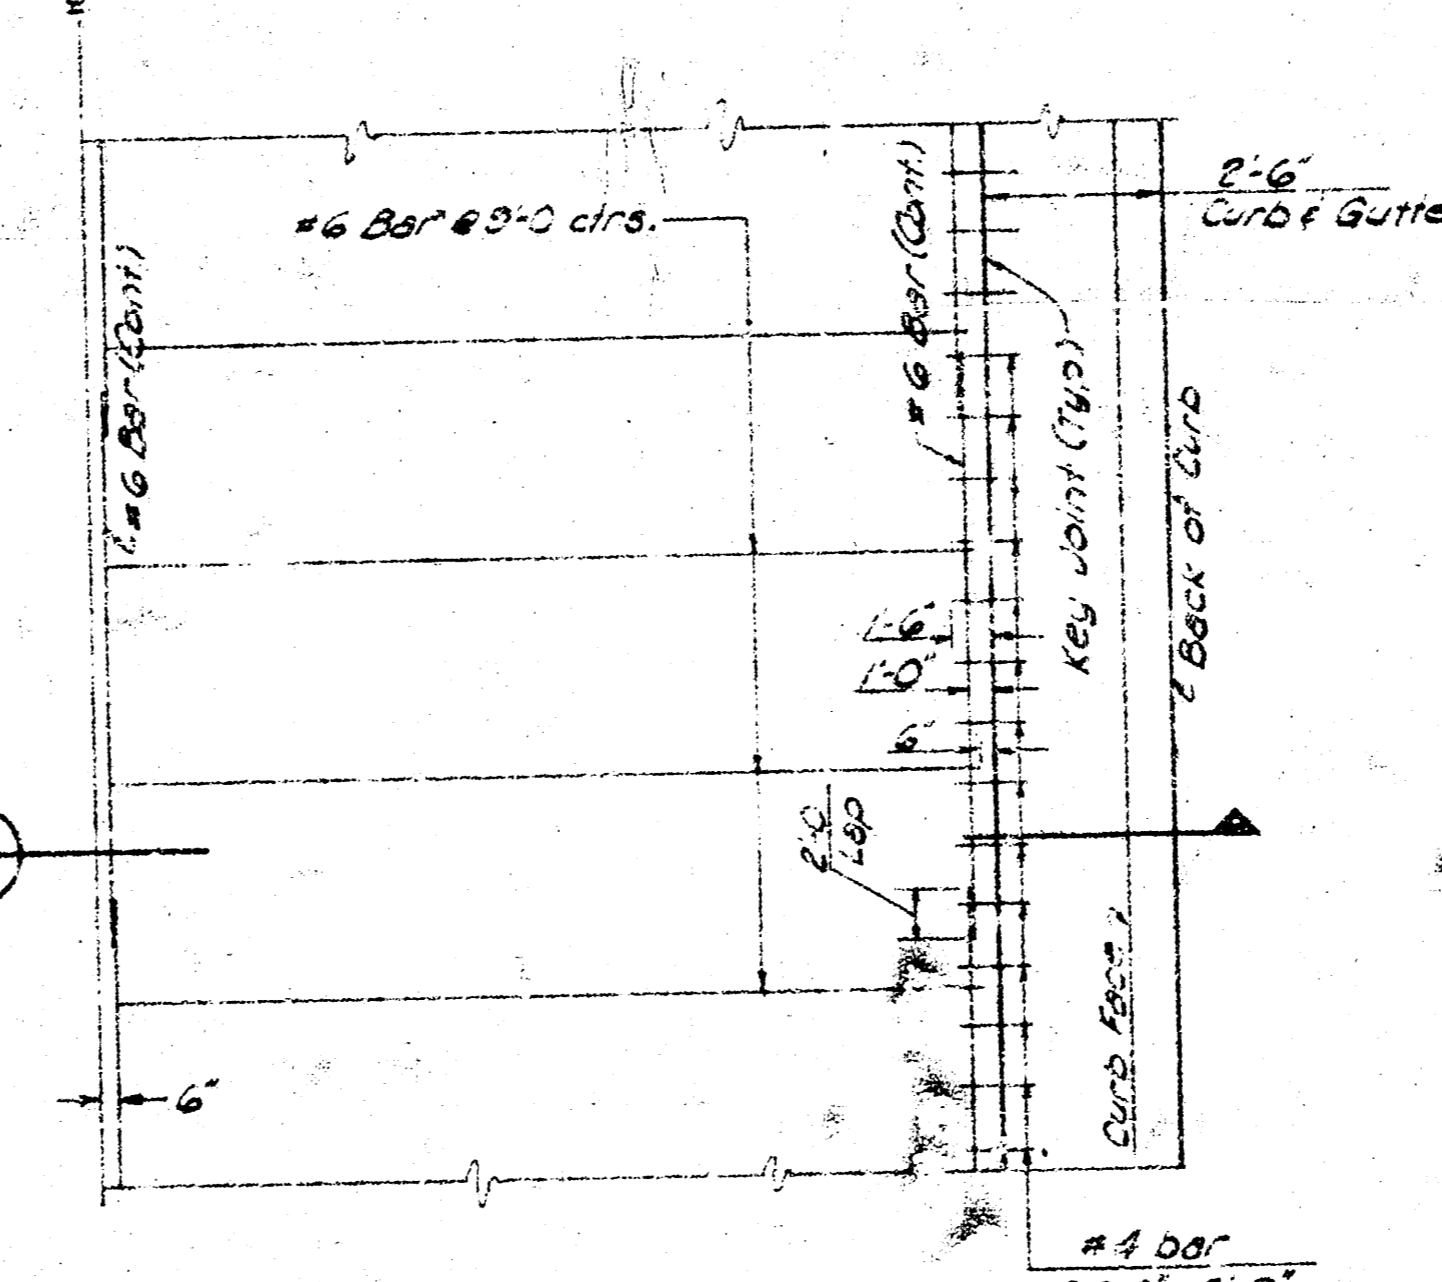 2'-6"
Curb & Gutte
#6 Bar @ 9'-0 ctrs.
#6 Bar (Cont.)
#6 Bar (Cont.)
Key Joint (Typ.)
Back of Curb
1'-6"
1'-0"
6"
2'-0
Lap
Curb Face
6"
#4 bar